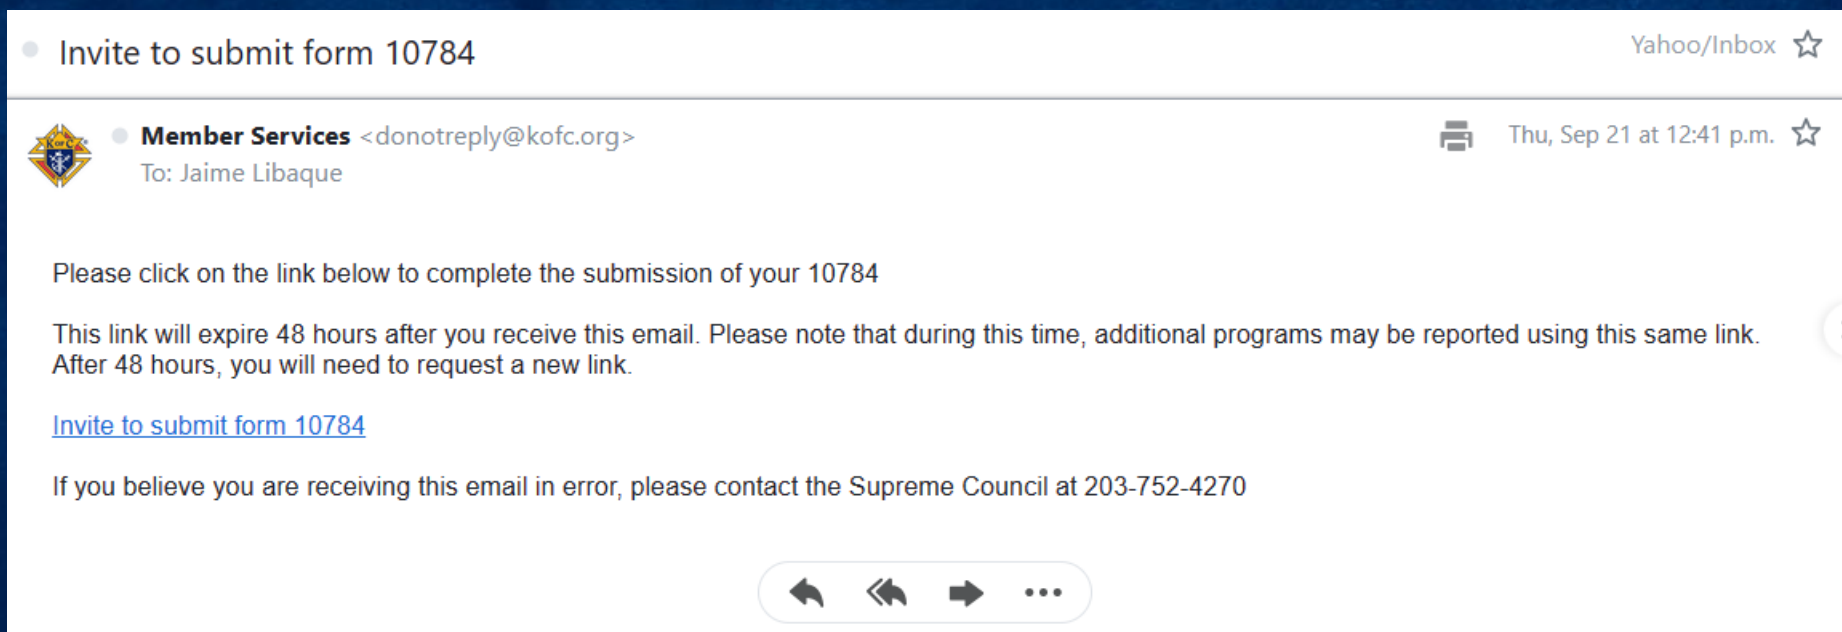 Invite to submit form 10784
Yahoo/Inbox
Member Services <donotreply@kofc.org>
Thu, Sep 21 at 12:41 p.m.
To: Jaime Libaque
Please click on the link below to complete the submission of your 10784
This link will expire 48 hours after you receive this email. Please note that during this time, additional programs may be reported using this same link.
After 48 hours, you will need to request a new link.
Invite to submit form 10784
If you believe you are receiving this email in error, please contact the Supreme Council at 203-752-4270
KOFC